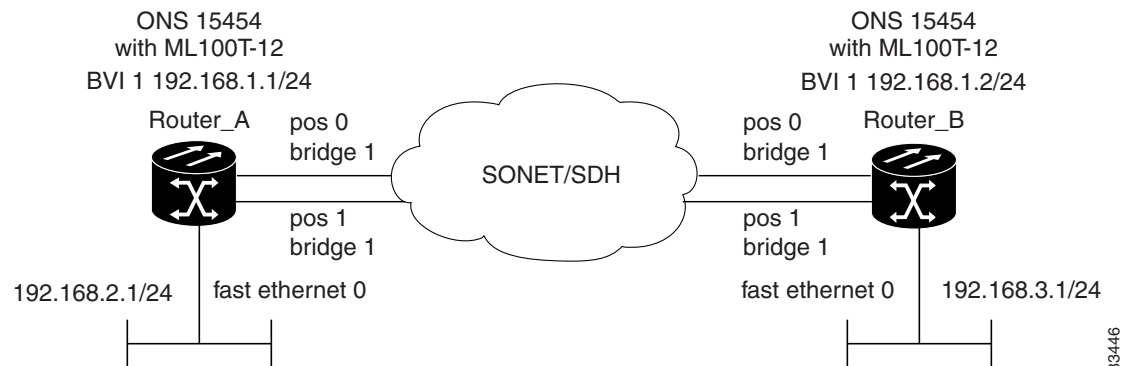 ONS 15454
with ML100T-12
BVI 1 192.168.1.1/24
Router_A
pos 0
bridge 1
pos 1
bridge 1
192.168.2.1/24
fast ethernet 0
SONET/SDH
ONS 15454
with ML100T-12
BVI 1 192.168.1.2/24
pos 0
bridge 1
Router_B
pos 1
bridge 1
fast ethernet 0
192.168.3.1/24